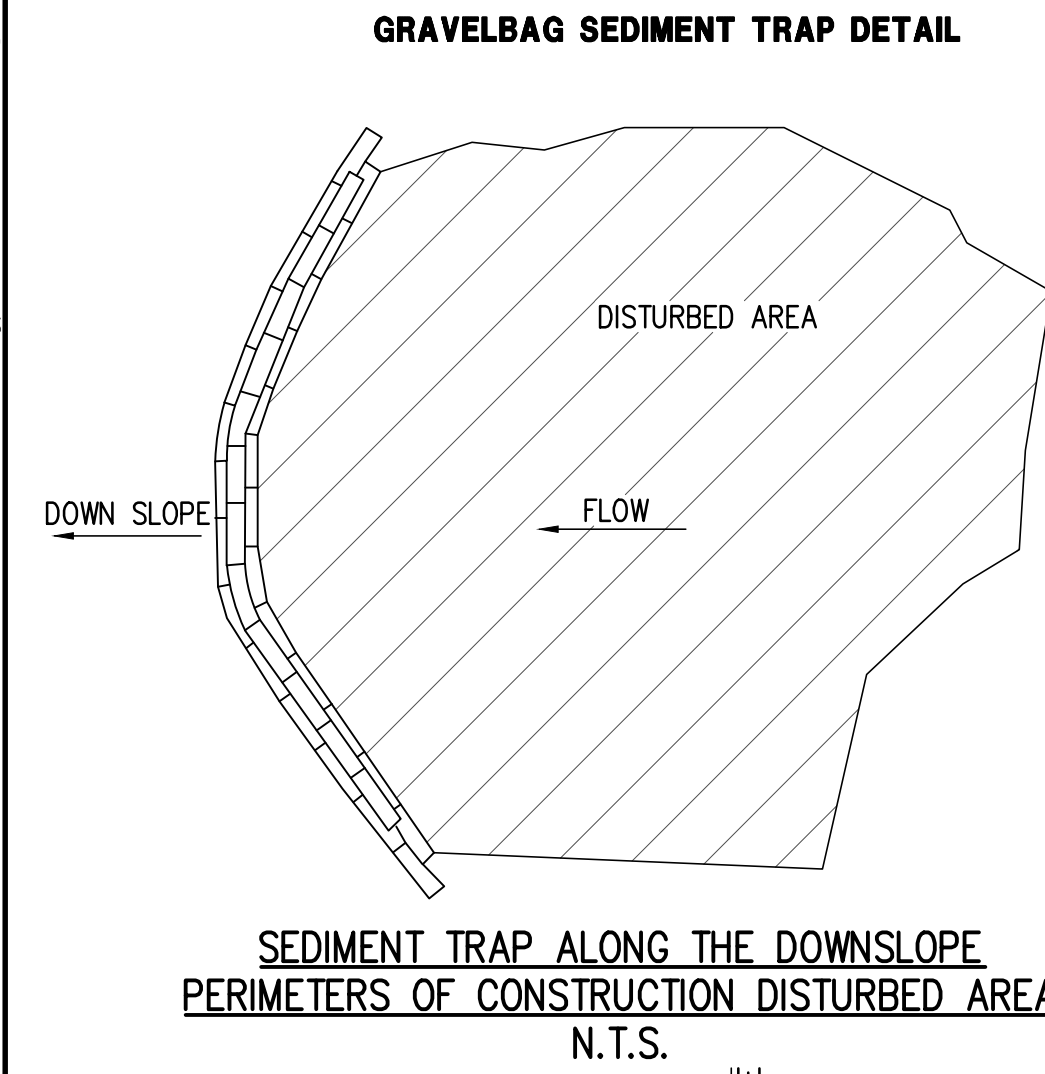 GRAVELBAG SEDIMENT TRAP DETAIL
DISTURBED AREA
DOWN SLOPE
FLOW
SEDIMENT TRAP ALONG THE DOWNSLOPE
PERIMETERS OF CONSTRUCTION DISTURBED AREA
N.T.S.